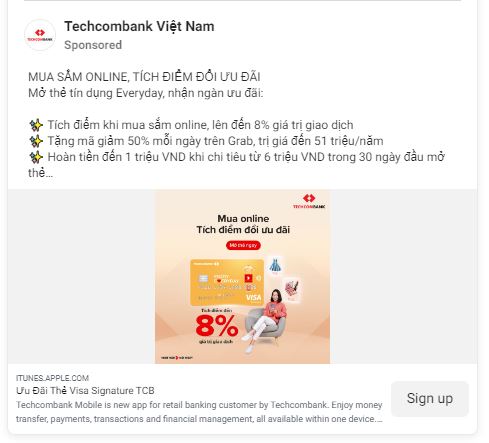 Techcombank Việt Nam
Sponsored
MUA SẮM ONLINE, TÍCH ĐIỂM ĐỔI ƯU ĐÃI
Mở thẻ tín dụng Everyday, nhận ngàn ưu đãi:
✨ Tích điểm khi mua sắm online, lên đến 8% giá trị giao dịch
✨ Tặng mã giảm 50% mỗi ngày trên Grab, trị giá đến 51 triệu/năm
✨ Hoàn tiền đến 1 triệu VND khi chi tiêu từ 6 triệu VND trong 30 ngày đầu mở
thẻ...
TECHCOMBANK
Mua online
Tích điểm đổi ưu đãi
Mở thẻ ngay
EVERYDAY
VISA
Tích điểm đến
8%
giá trị giao dịch
ITUNES.APPLE.COM
Ưu Đãi Thẻ Visa Signature TCB
Techcombank Mobile is new app for retail banking customer by Techcombank. Enjoy money
transfer, payments, transactions and financial management, all available within one device....
Sign up